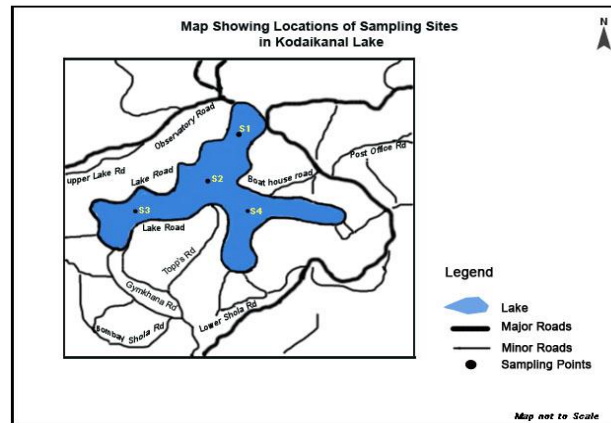 Map Showing Locations of Sampling Sites
in Kodaikanal Lake
N
S1
Observatory Road
Post Office Rd
upper Lake Rd
Lake Road
S2
Boat house road
S3
S4
Lake Road
Topp's Rd
Gymkhana Rd
Lower Shola Rd
Bombay Shola Rd
Legend
Lake
Major Roads
Minor Roads
Sampling Points
Map not to Scale